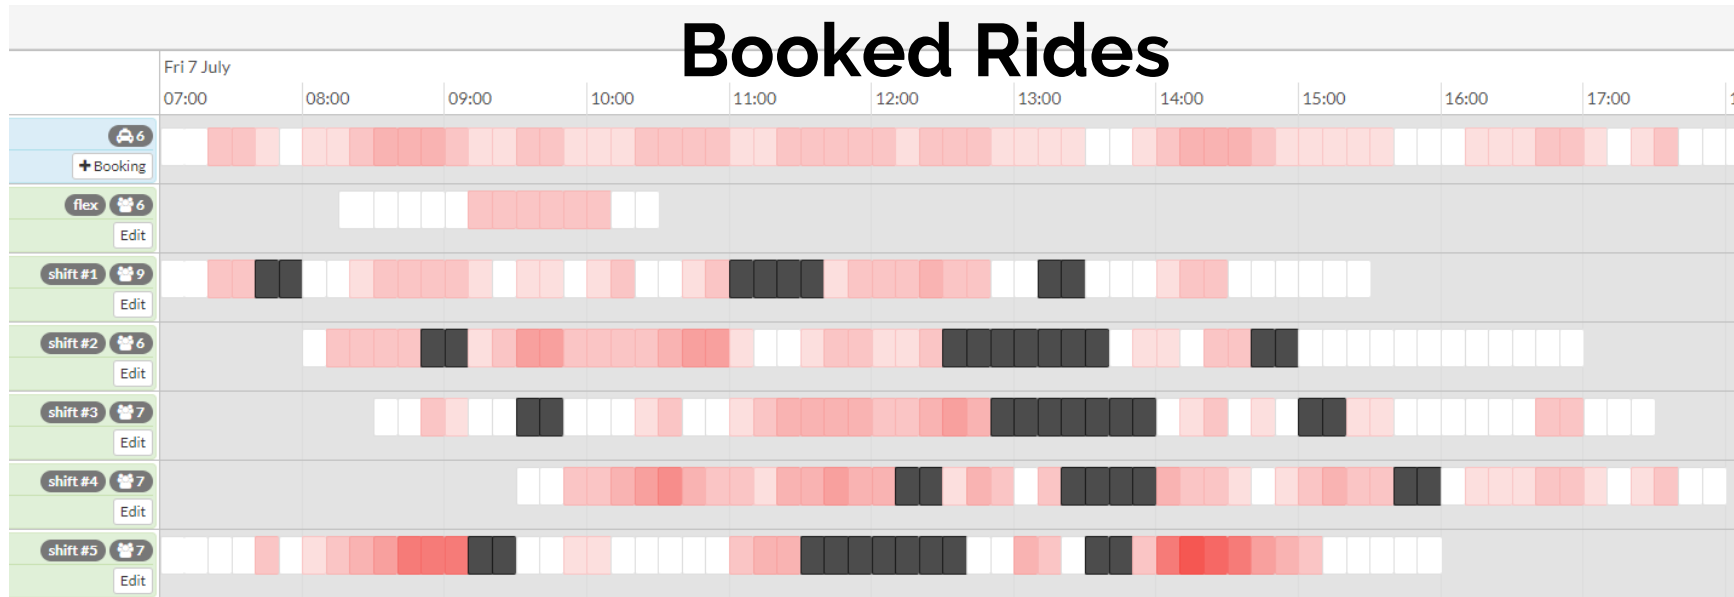 Booked Rides
Fri 7 July
07:00 08:00 09:00 10:00 11:00 12:00 13:00 14:00 15:00 16:00 17:00
6
+ Booking
flex 6
Edit
shift #1 9
Edit
shift #2 6
Edit
shift #3 7
Edit
shift #4 7
Edit
shift #5 7
Edit